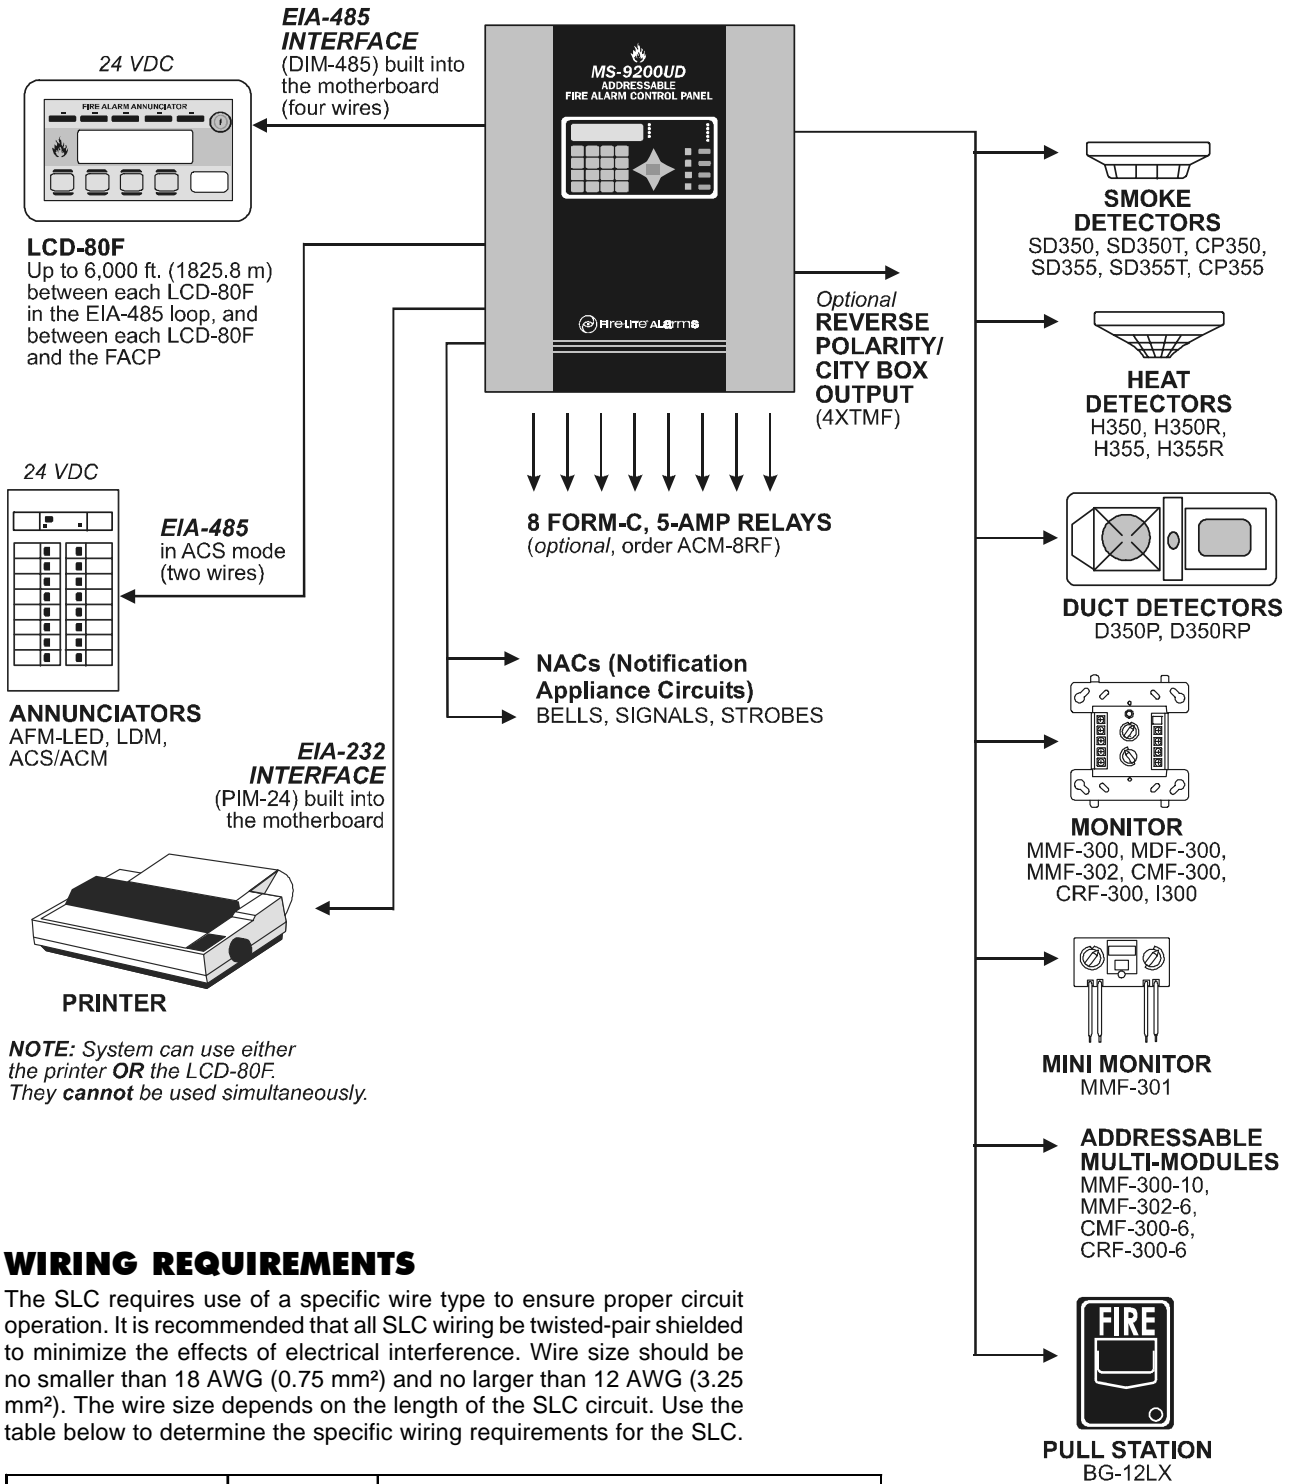 EIA-485
INTERFACE
(DIM-485) built into
the motherboard
(four wires)
24 VDC
FIRE ALARM ANNUNCIATOR
LCD-80F
Up to 6,000 ft. (1825.8 m)
between each LCD-80F
in the EIA-485 loop, and
between each LCD-80F
and the FACP
MS-9200UD
ADDRESSABLE
FIRE ALARM CONTROL PANEL
Fire-Lite Alarms
24 VDC
EIA-485
in ACS mode
(two wires)
ANNUNCIATORS
AFM-LED, LDM,
ACS/ACM
EIA-232
INTERFACE
(PIM-24) built into
the motherboard
PRINTER
NOTE: System can use either
the printer OR the LCD-80F.
They cannot be used simultaneously.
Optional
REVERSE
POLARITY/
CITY BOX
OUTPUT
(4XTMF)
8 FORM-C, 5-AMP RELAYS
(optional, order ACM-8RF)
NACs (Notification
Appliance Circuits)
BELLS, SIGNALS, STROBES
SMOKE
DETECTORS
SD350, SD350T, CP350,
SD355, SD355T, CP355
HEAT
DETECTORS
H350, H350R,
H355, H355R
DUCT DETECTORS
D350P, D350RP
MONITOR
MMF-300, MDF-300,
MMF-302, CMF-300,
CRF-300, I300
MINI MONITOR
MMF-301
ADDRESSABLE
MULTI-MODULES
MMF-300-10,
MMF-302-6,
CMF-300-6,
CRF-300-6
FIRE
PULL STATION
BG-12LX
WIRING REQUIREMENTS
The SLC requires use of a specific wire type to ensure proper circuit
operation. It is recommended that all SLC wiring be twisted-pair shielded
to minimize the effects of electrical interference. Wire size should be
no smaller than 18 AWG (0.75 mm²) and no larger than 12 AWG (3.25
mm²). The wire size depends on the length of the SLC circuit. Use the
table below to determine the specific wiring requirements for the SLC.